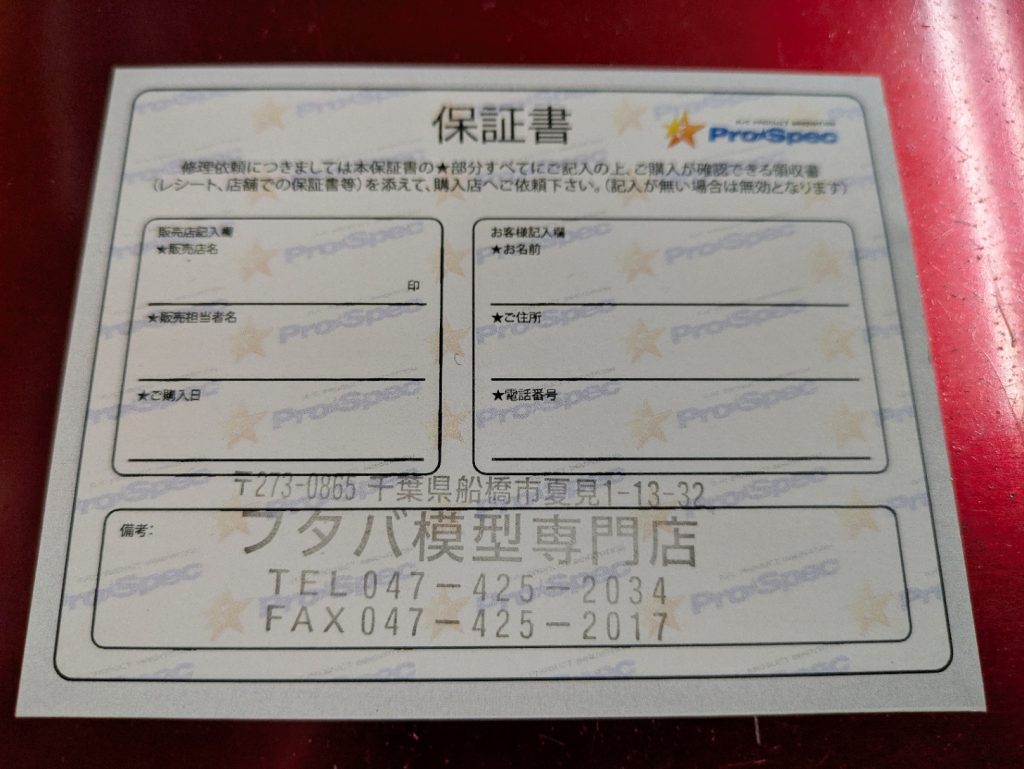 保証書
Pro★Spec
修理依頼につきましては本保証書の★部分すべてにご記入の上、ご購入が確認できる領収書
(レシート、店舗での保証書等)を添えて、購入店へご依頼下さい。(記入が無い場合は無効となります)
販売店記入欄
★販売店名
印
★販売担当者名
★ご購入日
お客様記入欄
★お名前
★ご住所
★電話番号
〒273-0865 千葉県船橋市夏見1-13-32
備考:
フタバ模型専門店
TEL047-425-2034
FAX047-425-2017